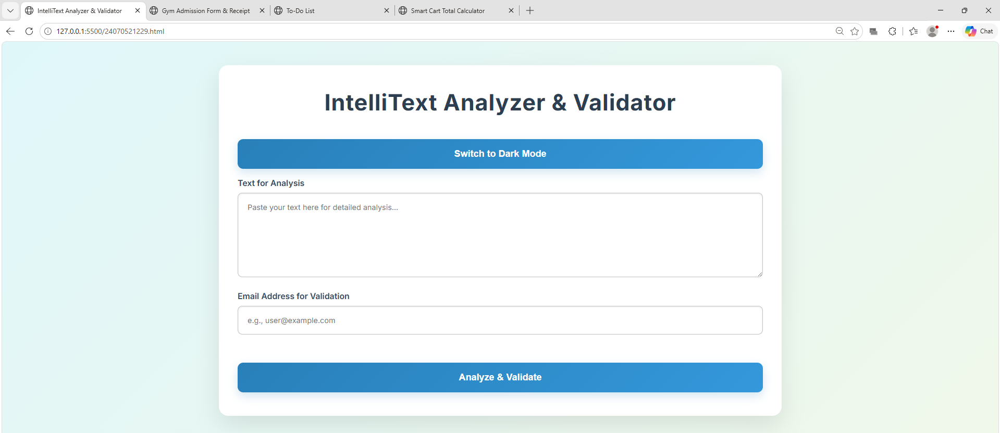 IntelliText Analyzer & Validator
Gym Admission Form & Receipt
To-Do List
Smart Cart Total Calculator
127.0.0.1:5500/24070521229.html
Chat
IntelliText Analyzer & Validator
Switch to Dark Mode
Text for Analysis
Paste your text here for detailed analysis...
Email Address for Validation
e.g., user@example.com
Analyze & Validate